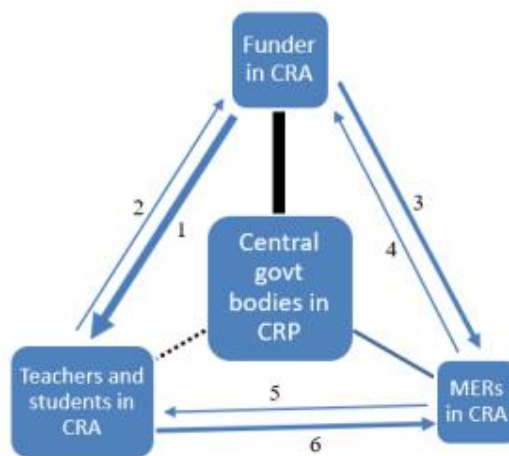 Funder
in CRA
2
1
3
4
Central
govt
bodies in
CRP
Teachers and
students in
CRA
5
6
MERs
in CRA